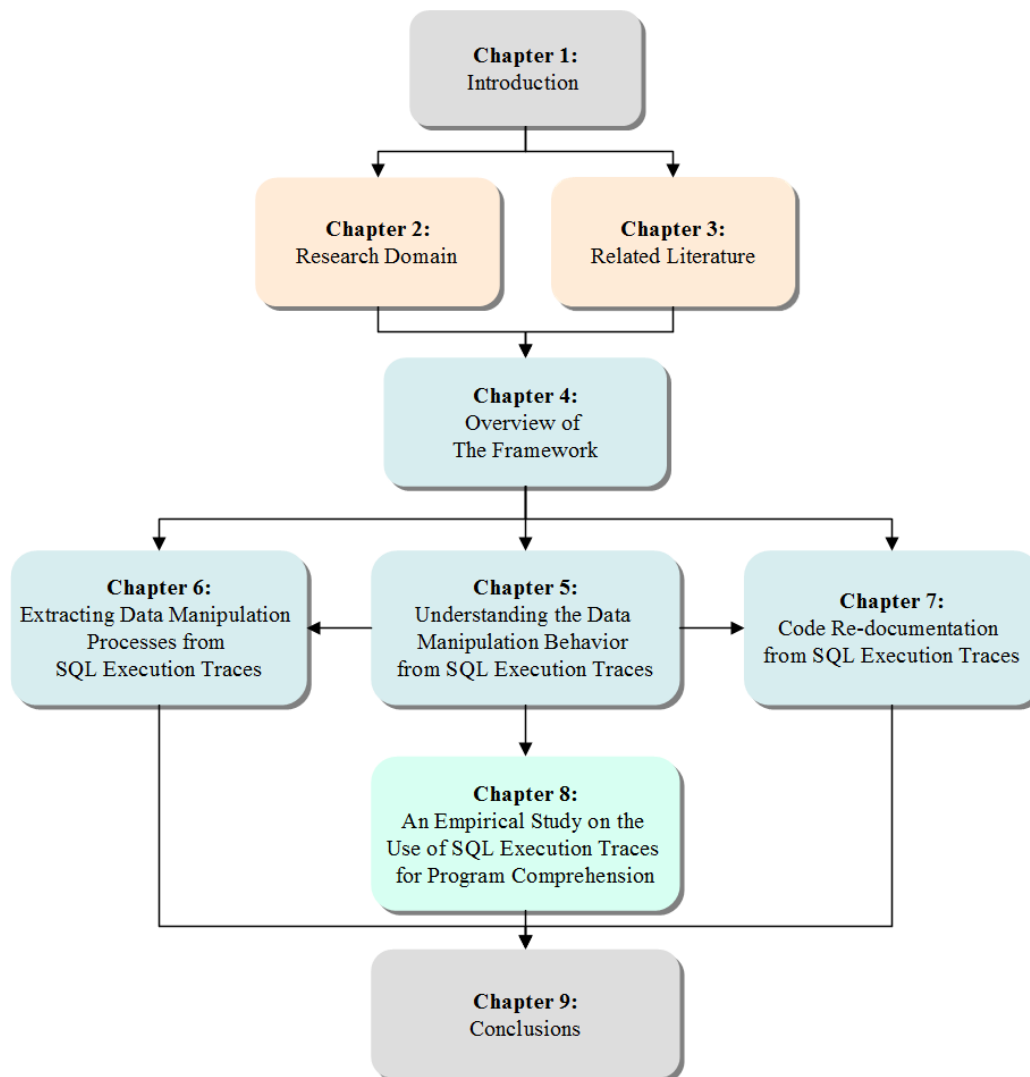 Chapter 1:
Introduction
Chapter 2:
Research Domain
Chapter 3:
Related Literature
Chapter 4:
Overview of
The Framework
Chapter 6:
Extracting Data Manipulation
Processes from
SQL Execution Traces
Chapter 5:
Understanding the Data
Manipulation Behavior
from SQL Execution Traces
Chapter 7:
Code Re-documentation
from SQL Execution Traces
Chapter 8:
An Empirical Study on the
Use of SQL Execution Traces
for Program Comprehension
Chapter 9:
Conclusions